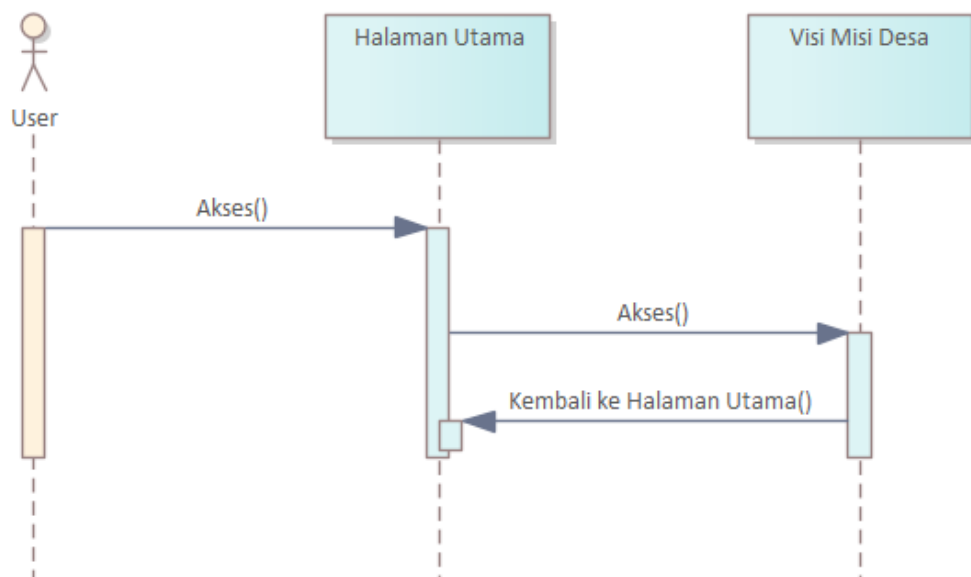 Halaman Utama
Visi Misi Desa
User
Akses()
Akses()
Kembali ke Halaman Utama()